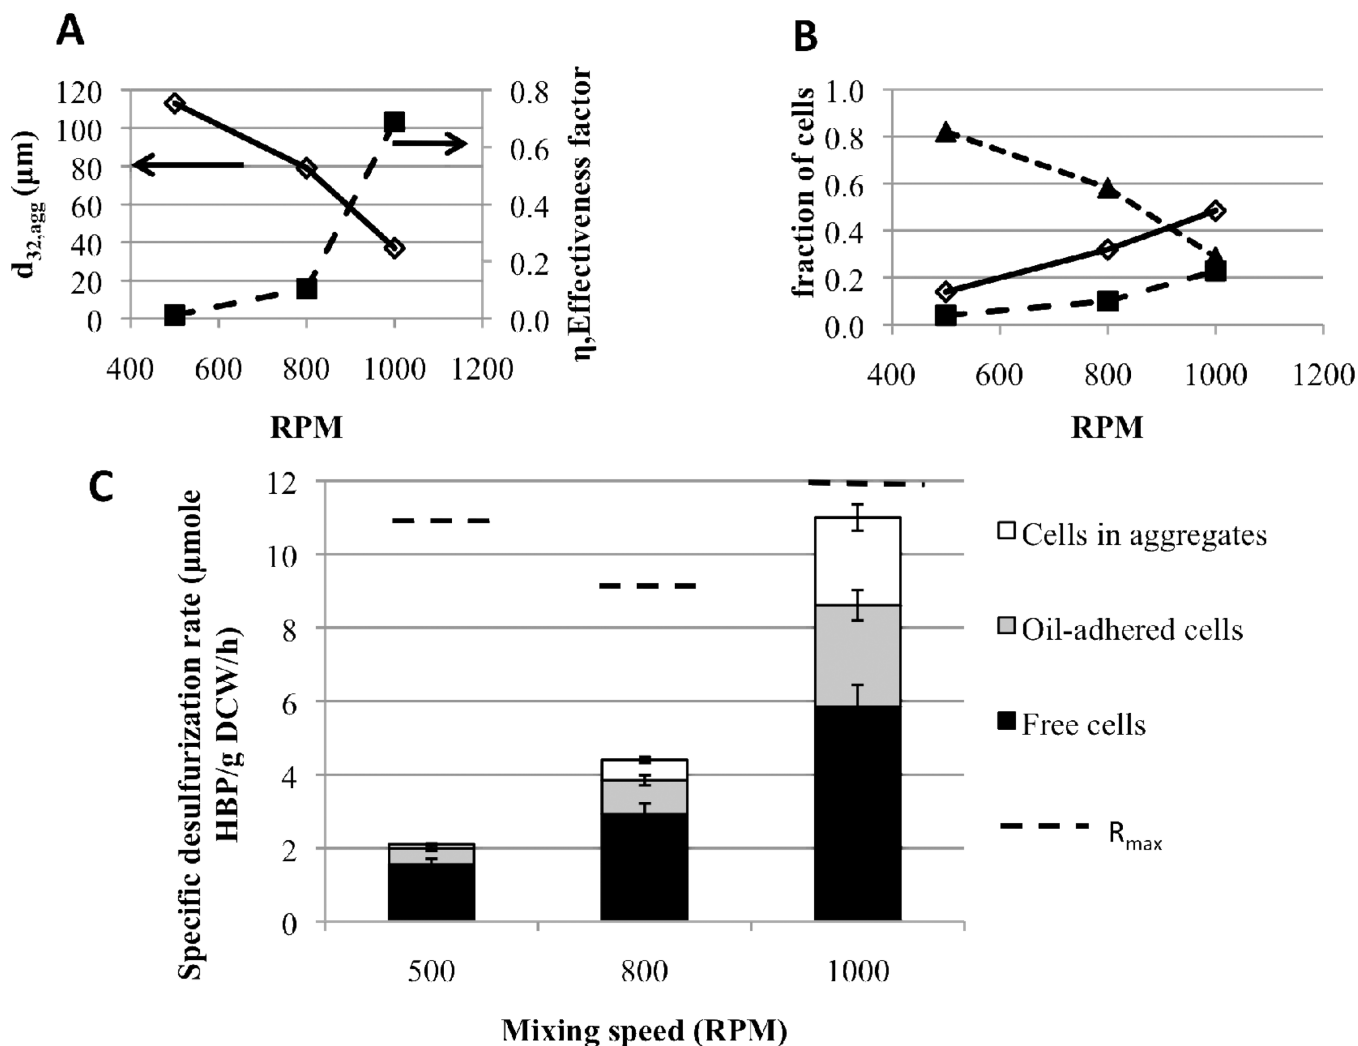 A
120
100
80
60
40
20
0
d32,agg (μm)
0.8
0.6
0.4
0.2
0.0
η,Effectiveness factor
400 600 800 1000 1200
RPM
B
1.0
0.8
0.6
0.4
0.2
0.0
fraction of cells
400 600 800 1000 1200
RPM
C
12
10
8
6
4
2
0
Specific desulfurization rate (μmole
HBP/g DCW/h)
500 800 1000
Mixing speed (RPM)
Cells in aggregates
Oil-adhered cells
Free cells
Rmax